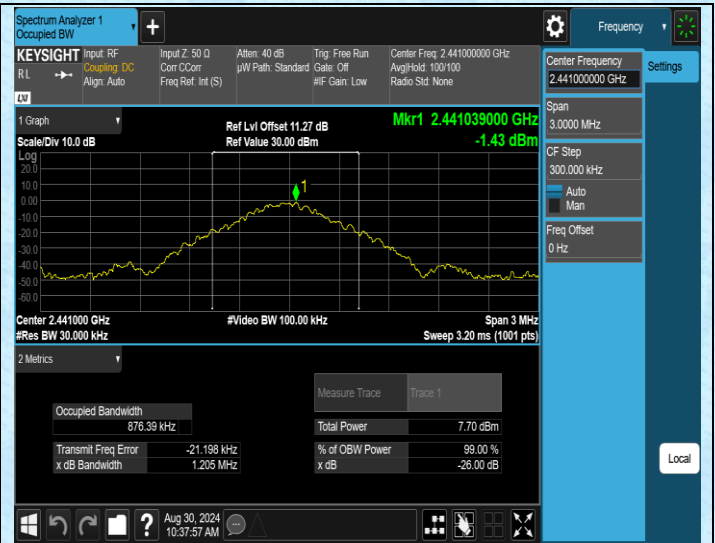 Spectrum Analyzer 1
Occupied BW
+
Frequency
KEYSIGHT
RL
Input: RF
Coupling: DC
Align: Auto
Input Z: 50 Ω
Corr CCorr
Freq Ref: Int (S)
Atten: 40 dB
µW Path: Standard
Trig: Free Run
Gate: Off
#IF Gain: Low
Center Freq: 2.441000000 GHz
Avg|Hold: 100/100
Radio Std: None
LXI
1 Graph
Scale/Div 10.0 dB
Ref Lvl Offset 11.27 dB
Ref Value 30.00 dBm
Mkr1 2.441039000 GHz
-1.43 dBm
Log
20.0
10.0
0.00
-10.0
-20.0
-30.0
-40.0
-50.0
-60.0
1
Center 2.441000 GHz
#Res BW 30.000 kHz
#Video BW 100.00 kHz
Span 3 MHz
Sweep 3.20 ms (1001 pts)
2 Metrics
Measure Trace Trace 1
Occupied Bandwidth
876.39 kHz
Total Power 7.70 dBm
Transmit Freq Error -21.198 kHz
% of OBW Power 99.00 %
x dB Bandwidth 1.205 MHz
x dB -26.00 dB
Center Frequency
2.441000000 GHz
Settings
Span
3.0000 MHz
CF Step
300.000 kHz
Auto
Man
Freq Offset
0 Hz
Local
?
Aug 30, 2024
10:37:57 AM